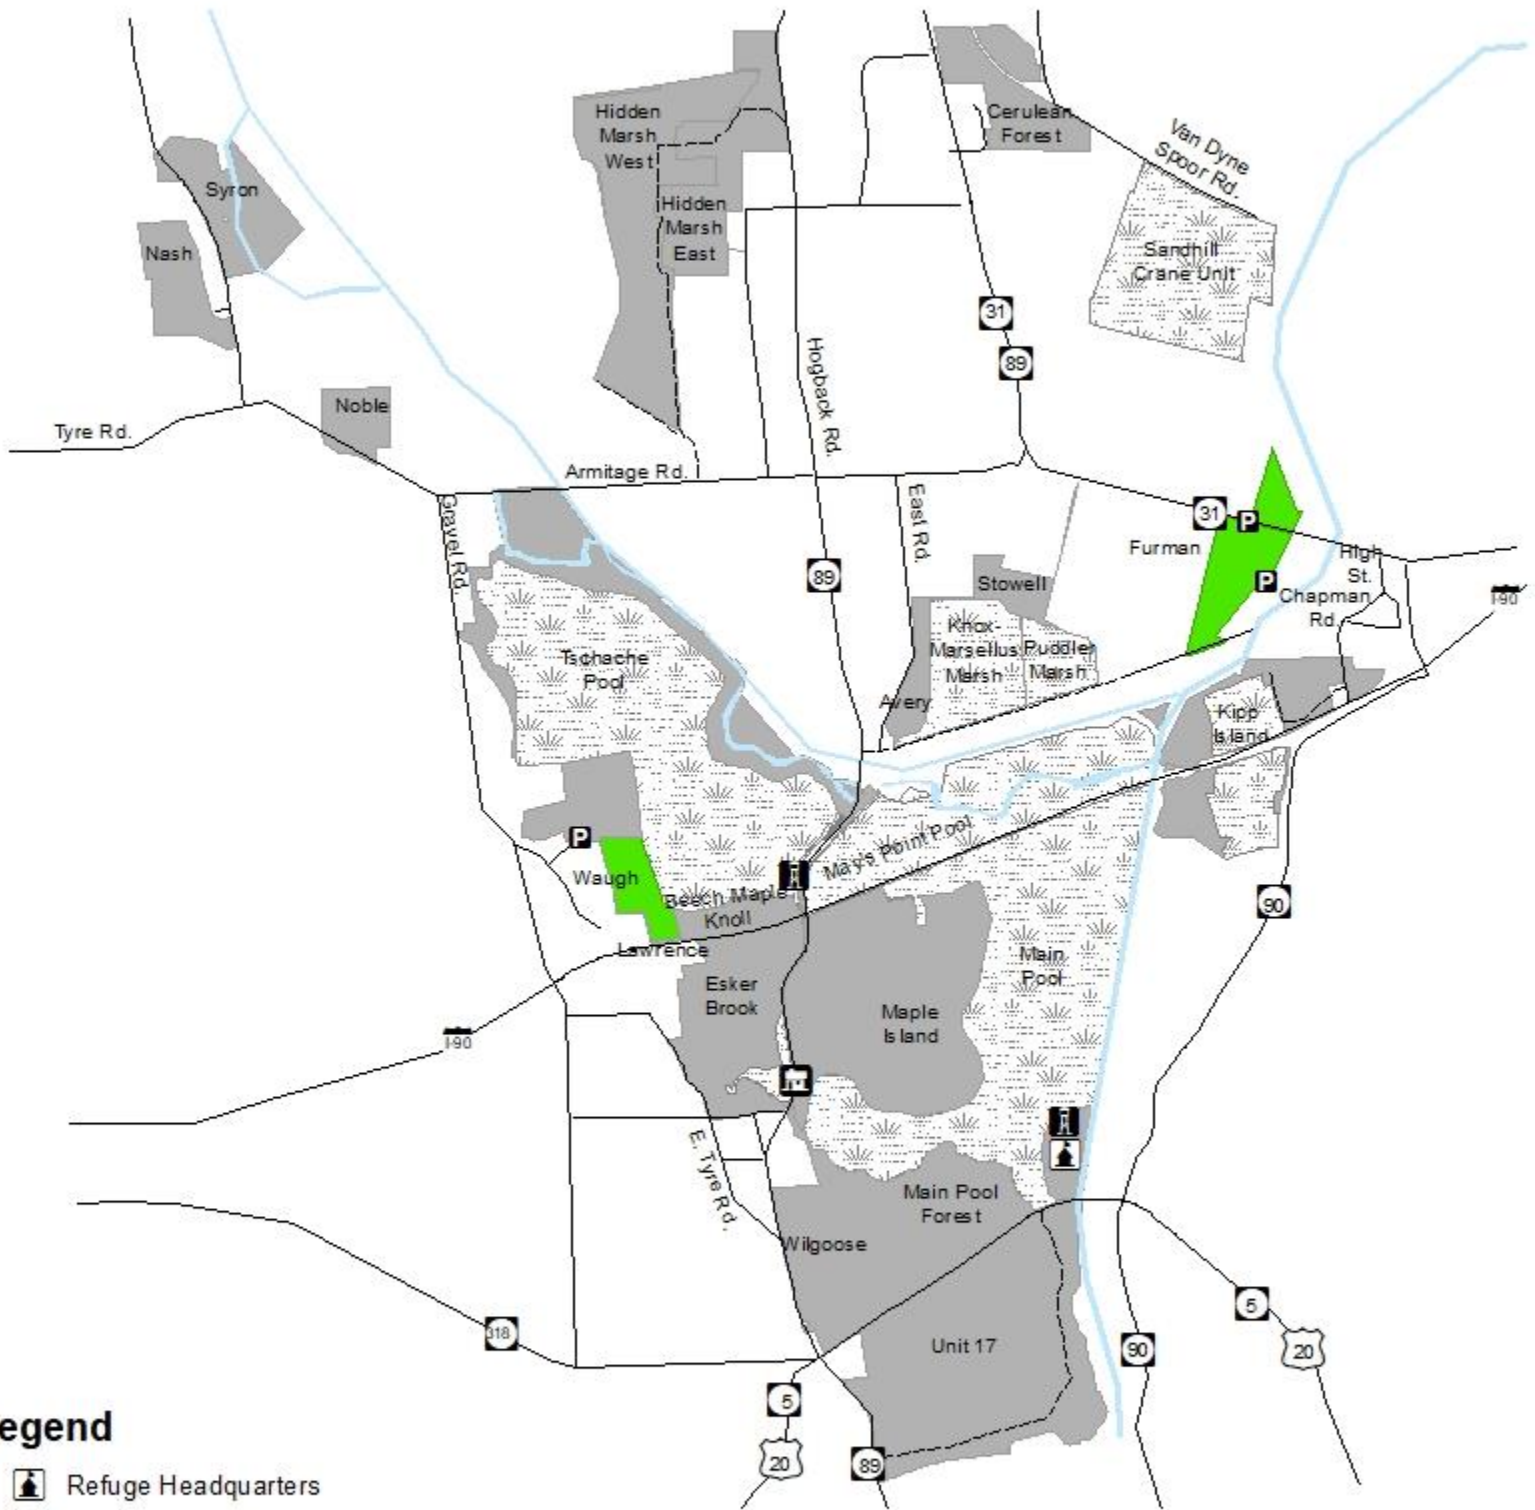 Hidden
Marsh
West
Cerulean
Forest
Van Dyne
Spoor Rd.
Syron
Hidden
Marsh
East
Nash
Sandhill
Crane Unit
31
89
Hogback Rd.
Noble
Tyre Rd.
Armitage Rd.
Gravel Rd.
East Rd.
31
P
Furman
High
St.
89
Stowell
P
Chapman
Rd.
I-90
Knox-
Marsellus
Marsh
Puddler
Marsh
Tschache
Pool
Avery
Kipp
Island
P
May's Point Pool
Waugh
Beech Maple
Knoll
90
Lawrence
Main
Pool
Esker
Brook
Maple
Island
I-90
E. Tyre Rd.
Main Pool
Forest
Wilgoose
318
5
20
Unit 17
90
5
20
89
egend
Refuge Headquarters